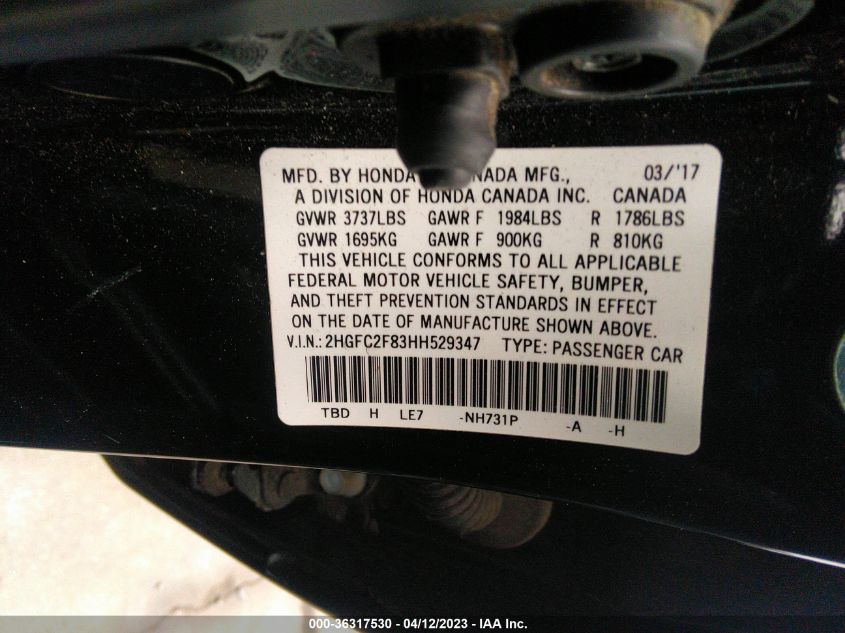 MFD. BY HONDA NADA MFG., 03/'17
A DIVISION OF HONDA CANADA INC. CANADA
GVWR 3737LBS GAWR F 1984LBS R 1786LBS
GVWR 1695KG GAWR F 900KG R 810KG
THIS VEHICLE CONFORMS TO ALL APPLICABLE
FEDERAL MOTOR VEHICLE SAFETY, BUMPER,
AND THEFT PREVENTION STANDARDS IN EFFECT
ON THE DATE OF MANUFACTURE SHOWN ABOVE.
V.I.N.: 2HGFC2F83HH529347 TYPE: PASSENGER CAR
TBD H LE7 -NH731P -A -H
000-36317530 - 04/12/2023 - IAA Inc.